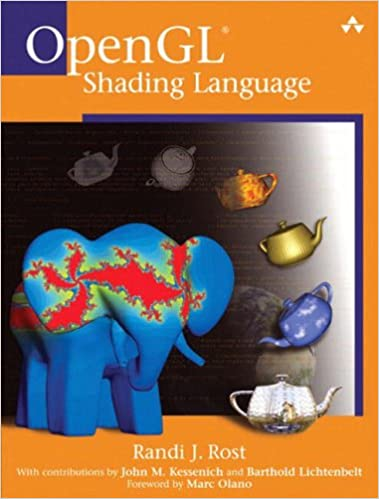 OpenGL®
Shading Language
Randi J. Rost
With contributions by John M. Kessenich and Barthold Lichtenbelt
Foreword by Marc Olano